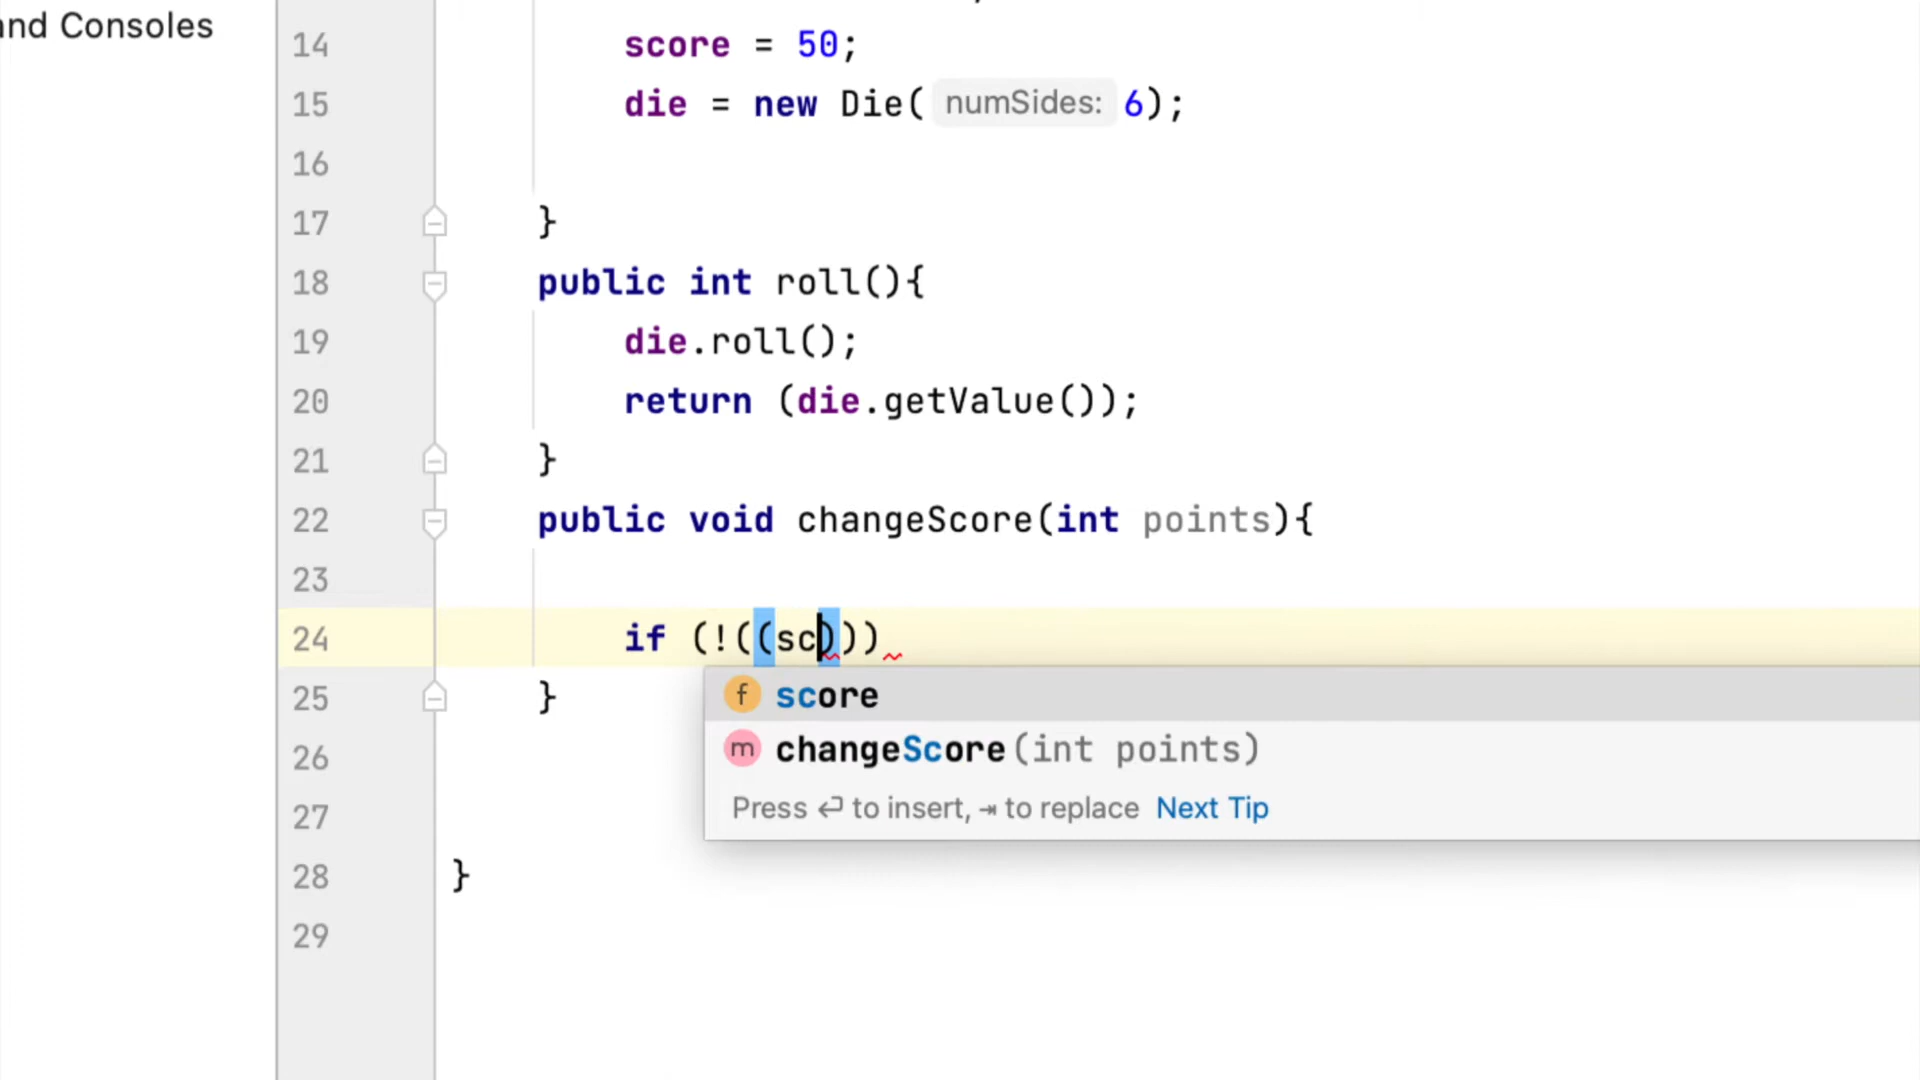 and Consoles
14 score = 50;
15 die = new Die( numSides: 6);
16
17 }
18 public int roll(){
19 die.roll();
20 return (die.getValue());
21 }
22 public void changeScore(int points){
23
24 if (!((sc)))
f score
25 }
m changeScore(int points)
26
Press ⏎ to insert, ⇥ to replace Next Tip
27
28 }
29